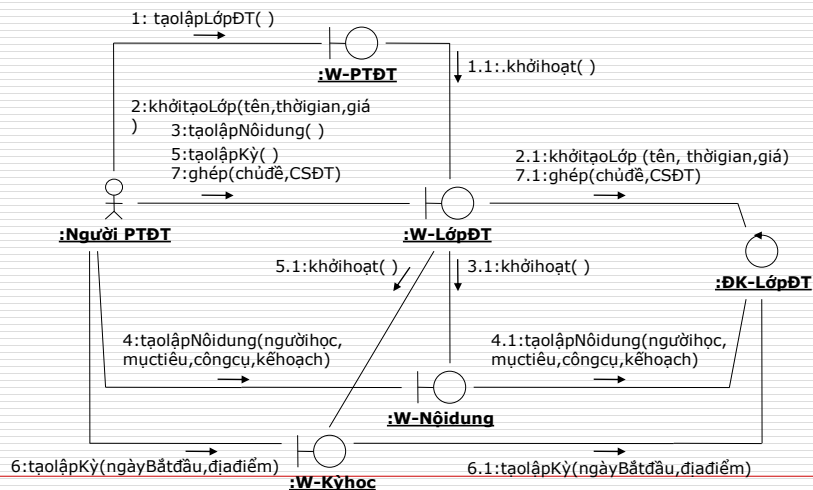 1: tạolậpLớpĐT( )
:W-PTĐT
1.1:.khởihoạt( )
2:khởitạoLớp(tên,thờigian,giá
)
3:tạolậpNôidung( )
5:tạolậpKỳ( )
7:ghép(chủđề,CSĐT)
2.1:khởitạoLớp (tên, thờigian,giá)
7.1:ghép(chủđề,CSĐT)
:Người PTĐT
:W-LớpĐT
:ĐK-LớpĐT
5.1:khởihoạt( )
3.1:khởihoạt( )
4:tạolậpNôidung(ngườihọc,
mụctiêu,côngcụ,kếhoạch)
4.1:tạolậpNôidung(ngườihọc,
mụctiêu,côngcụ,kếhoạch)
:W-Nộidung
6:tạolậpKỳ(ngàyBắtđầu,địađiểm)
6.1:tạolậpKỳ(ngàyBắtđầu,địađiểm)
:W-Kỳhọc